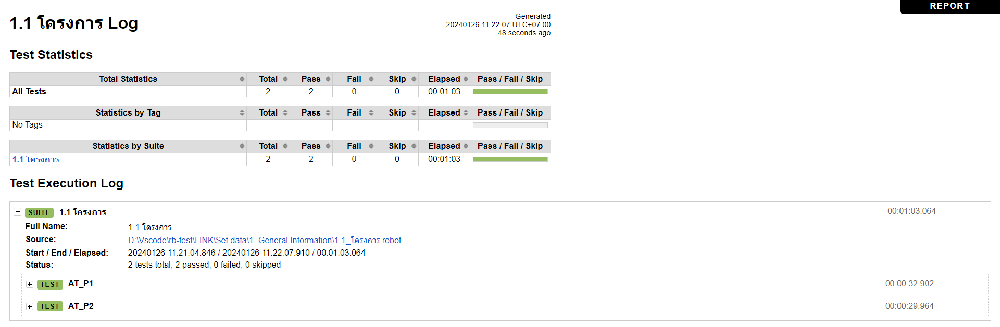 REPORT
1.1 โครงการ Log
Generated
20240126 11:22:07 UTC+07:00
48 seconds ago
Test Statistics
Total Statistics Total Pass Fail Skip Elapsed Pass / Fail / Skip
All Tests 2 2 0 0 00:01:03
Statistics by Tag Total Pass Fail Skip Elapsed Pass / Fail / Skip
No Tags
Statistics by Suite Total Pass Fail Skip Elapsed Pass / Fail / Skip
1.1 โครงการ 2 2 0 0 00:01:03
Test Execution Log
SUITE 1.1 โครงการ 00:01:03.064
Full Name: 1.1 โครงการ
Source: D:\Vscode\rb-test\LINK\Set data\1. General Information\1.1_โครงการ.robot
Start / End / Elapsed: 20240126 11:21:04.846 / 20240126 11:22:07.910 / 00:01:03.064
Status: 2 tests total, 2 passed, 0 failed, 0 skipped
TEST AT_P1 00:00:32.902
TEST AT_P2 00:00:29.964